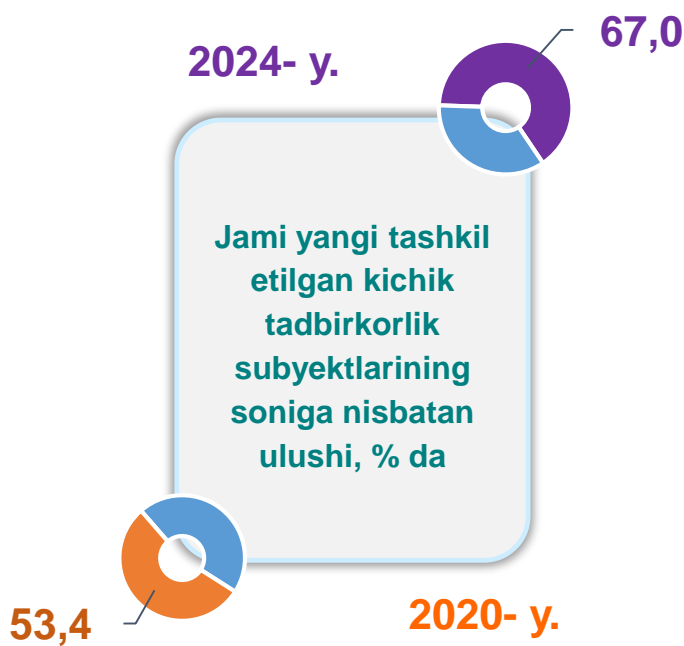 67,0
2024- y.
Jami yangi tashkil
etilgan kichik
tadbirkorlik
subyektlarining
soniga nisbatan
ulushi, % da
53,4
2020- y.